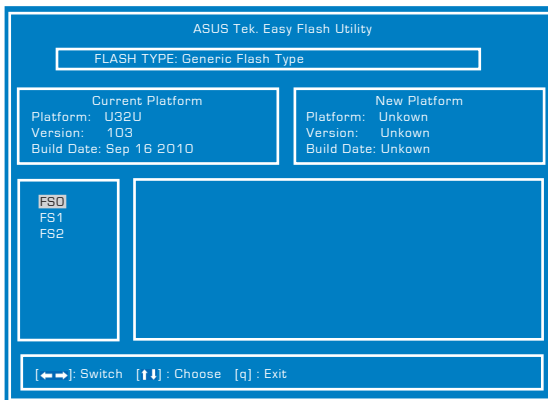 ASUS Tek. Easy Flash Utility
FLASH TYPE: Generic Flash Type
Current Platform
Platform: U32U
Version: 103
Build Date: Sep 16 2010
New Platform
Platform: Unkown
Version: Unkown
Build Date: Unkown
FS0
FS1
FS2
[←→]: Switch [↑↓] : Choose [q] : Exit